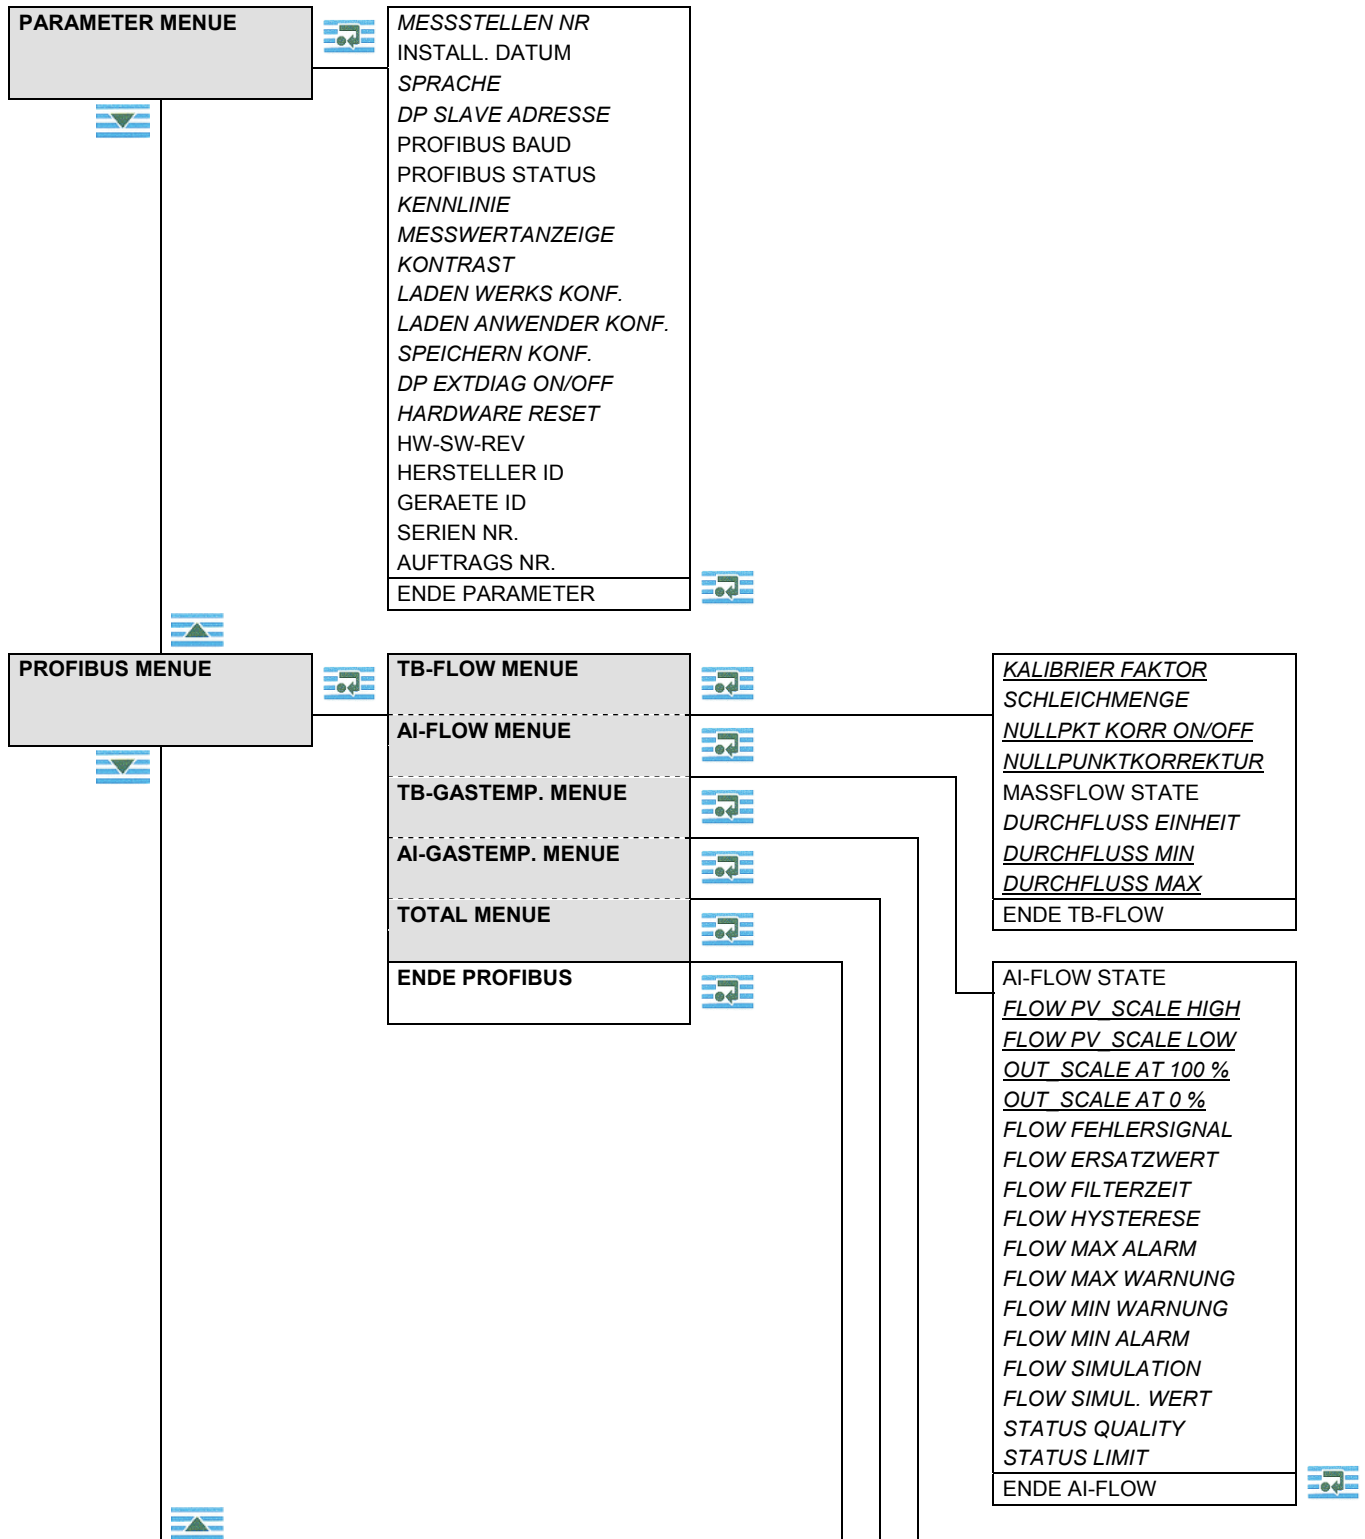 PARAMETER MENUE
MESSSTELLEN NR
INSTALL. DATUM
SPRACHE
DP SLAVE ADRESSE
PROFIBUS BAUD
PROFIBUS STATUS
KENNLINIE
MESSWERTANZEIGE
KONTRAST
LADEN WERKS KONF.
LADEN ANWENDER KONF.
SPEICHERN KONF.
DP EXTDIAG ON/OFF
HARDWARE RESET
HW-SW-REV
HERSTELLER ID
GERAETE ID
SERIEN NR.
AUFTRAGS NR.
ENDE PARAMETER
PROFIBUS MENUE
TB-FLOW MENUE
AI-FLOW MENUE
TB-GASTEMP. MENUE
AI-GASTEMP. MENUE
TOTAL MENUE
ENDE PROFIBUS
KALIBRIER FAKTOR
SCHLEICHMENGE
NULLPKT KORR ON/OFF
NULLPUNKTKORREKTUR
MASSFLOW STATE
DURCHFLUSS EINHEIT
DURCHFLUSS MIN
DURCHFLUSS MAX
ENDE TB-FLOW
AI-FLOW STATE
FLOW PV_SCALE HIGH
FLOW PV_SCALE LOW
OUT_SCALE AT 100 %
OUT_SCALE AT 0 %
FLOW FEHLERSIGNAL
FLOW ERSATZWERT
FLOW FILTERZEIT
FLOW HYSTERESE
FLOW MAX ALARM
FLOW MAX WARNUNG
FLOW MIN WARNUNG
FLOW MIN ALARM
FLOW SIMULATION
FLOW SIMUL. WERT
STATUS QUALITY
STATUS LIMIT
ENDE AI-FLOW